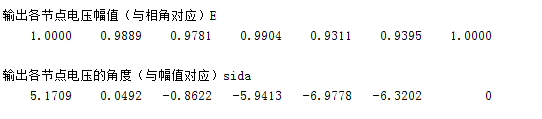 输出各节点电压幅值（与相角对应）E
1.0000 0.9889 0.9781 0.9904 0.9311 0.9395 1.0000
输出各节点电压的角度（与幅值对应）sida
5.1709 0.0492 -0.8622 -5.9413 -6.9778 -6.3202 0